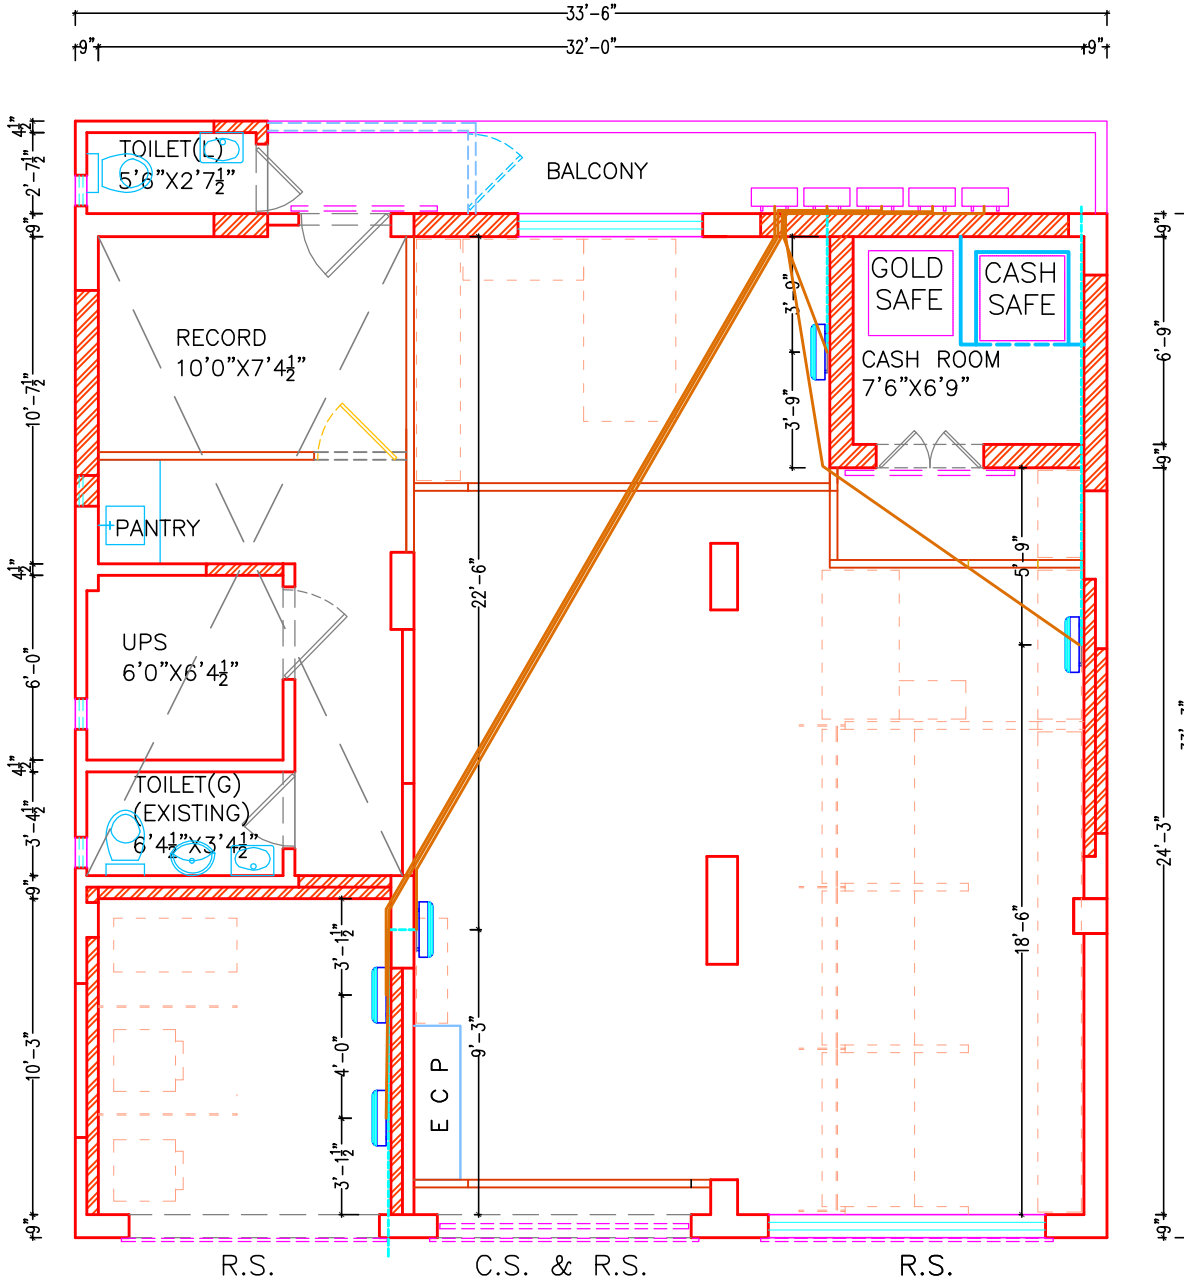 33'-6"
9"
32'-0"
9"
4½"
2'-7½"
9"
10'-7½"
4½"
6'-0"
4½"
3'-4½"
9"
10'-3"
9"
TOILET(L)
5'6"X2'7½"
BALCONY
RECORD
10'0"X7'4½"
PANTRY
UPS
6'0"X6'4½"
TOILET(G)
(EXISTING)
6'4½"X3'4½"
3'-1½"
4'-0"
3'-1½"
22'-6"
9'-3"
E C P
3'-9"
3'-9"
GOLD
SAFE
CASH
SAFE
CASH ROOM
7'6"X6'9"
5'-9"
18'-6"
9"
6'-9"
9"
24'-3"
9"
R.S.
C.S. & R.S.
R.S.